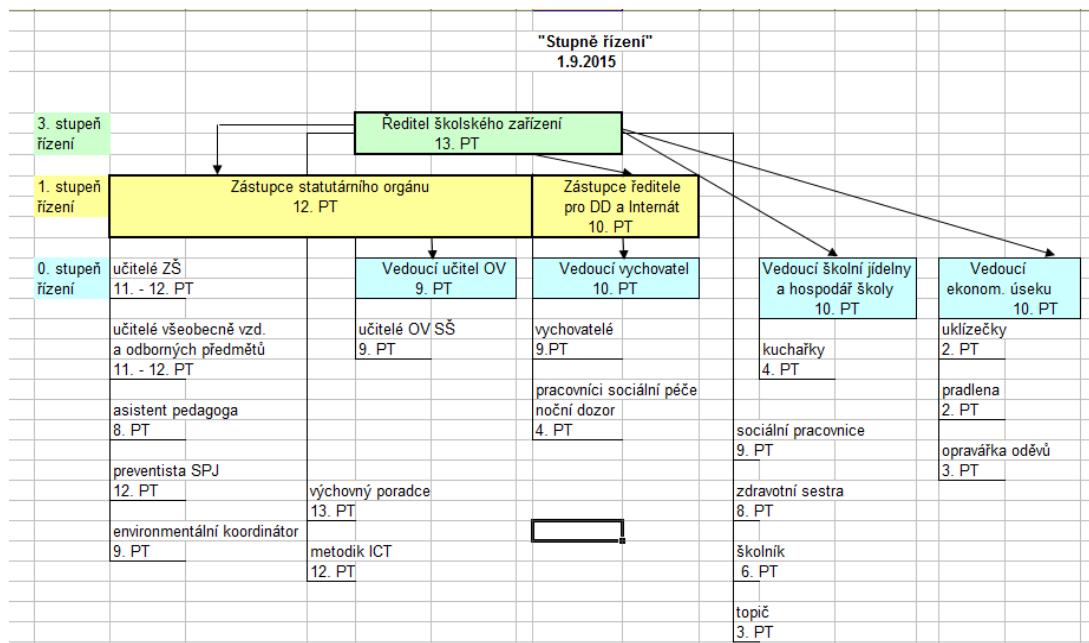 "Stupně řízení"
1.9.2015
3. stupeň
řízení
Ředitel školského zařízení
13. PT
1. stupeň
řízení
Zástupce statutárního orgánu
12. PT
Zástupce ředitele
pro DD a Internát
10. PT
0. stupeň
řízení
učitelé ZŠ
11. - 12. PT
učitelé všeobecně vzd.
a odborných předmětů
11. - 12. PT
asistent pedagoga
8. PT
preventista SPJ
12. PT
environmentální koordinátor
9. PT
výchovný poradce
13. PT
metodik ICT
12. PT
Vedoucí učitel OV
9. PT
učitelé OV SŠ
9. PT
Vedoucí vychovatel
10. PT
vychovatelé
9.PT
pracovníci sociální péče
noční dozor
4. PT
Vedoucí školní jídelny
a hospodář školy
10. PT
kuchařky
4. PT
sociální pracovnice
9. PT
zdravotní sestra
8. PT
školník
6. PT
topič
3. PT
Vedoucí
ekonom. úseku
10. PT
uklízečky
2. PT
pradlena
2. PT
opravářka oděvů
3. PT